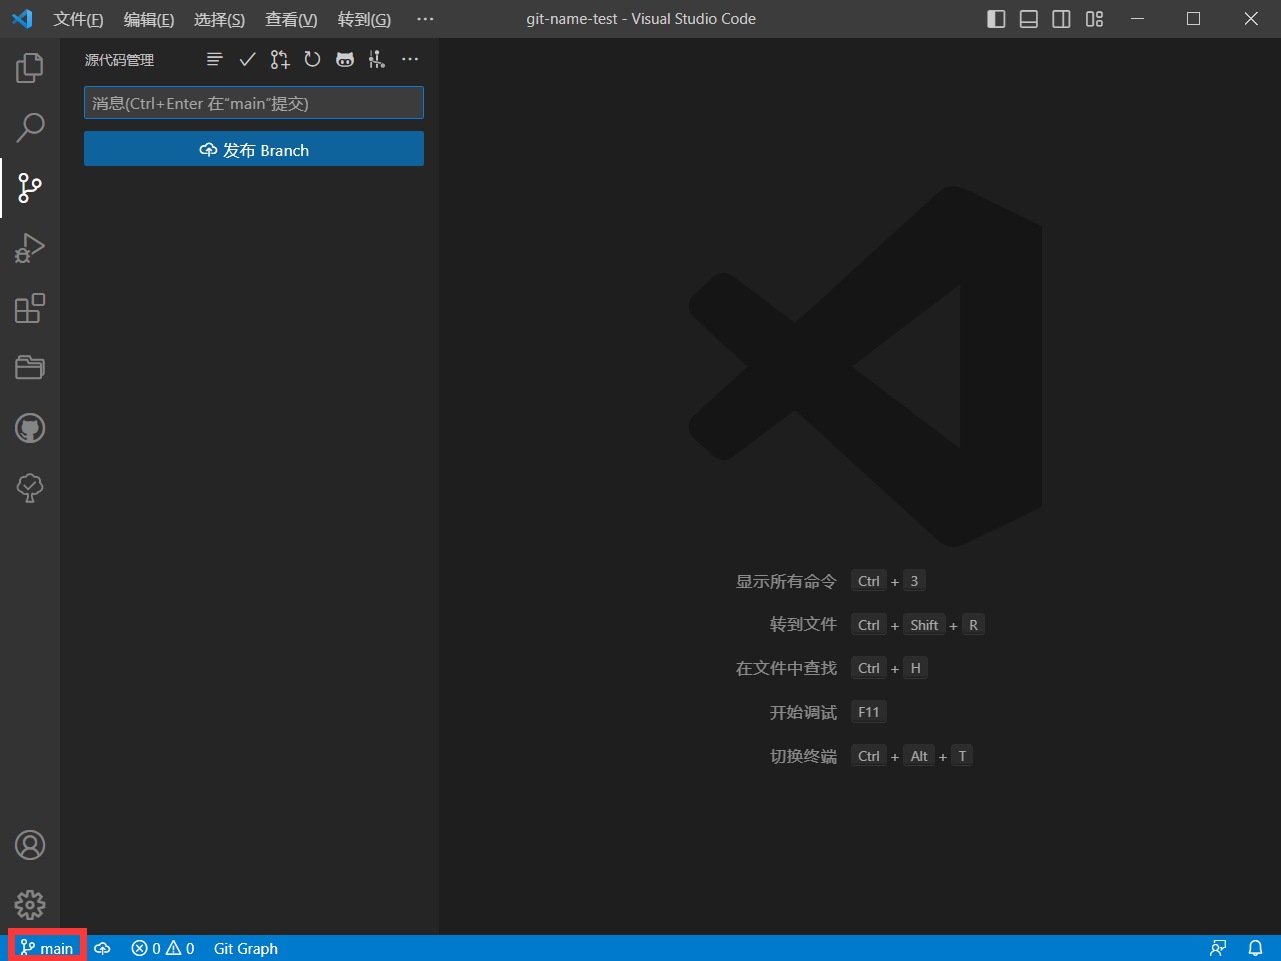 文件(F) 编辑(E) 选择(S) 查看(V) 转到(G) ··· git-name-test - Visual Studio Code
源代码管理
消息(Ctrl+Enter 在“main”提交)
发布 Branch
显示所有命令 Ctrl + 3
转到文件 Ctrl + Shift + R
在文件中查找 Ctrl + H
开始调试 F11
切换终端 Ctrl + Alt + T
main 0 0 Git Graph